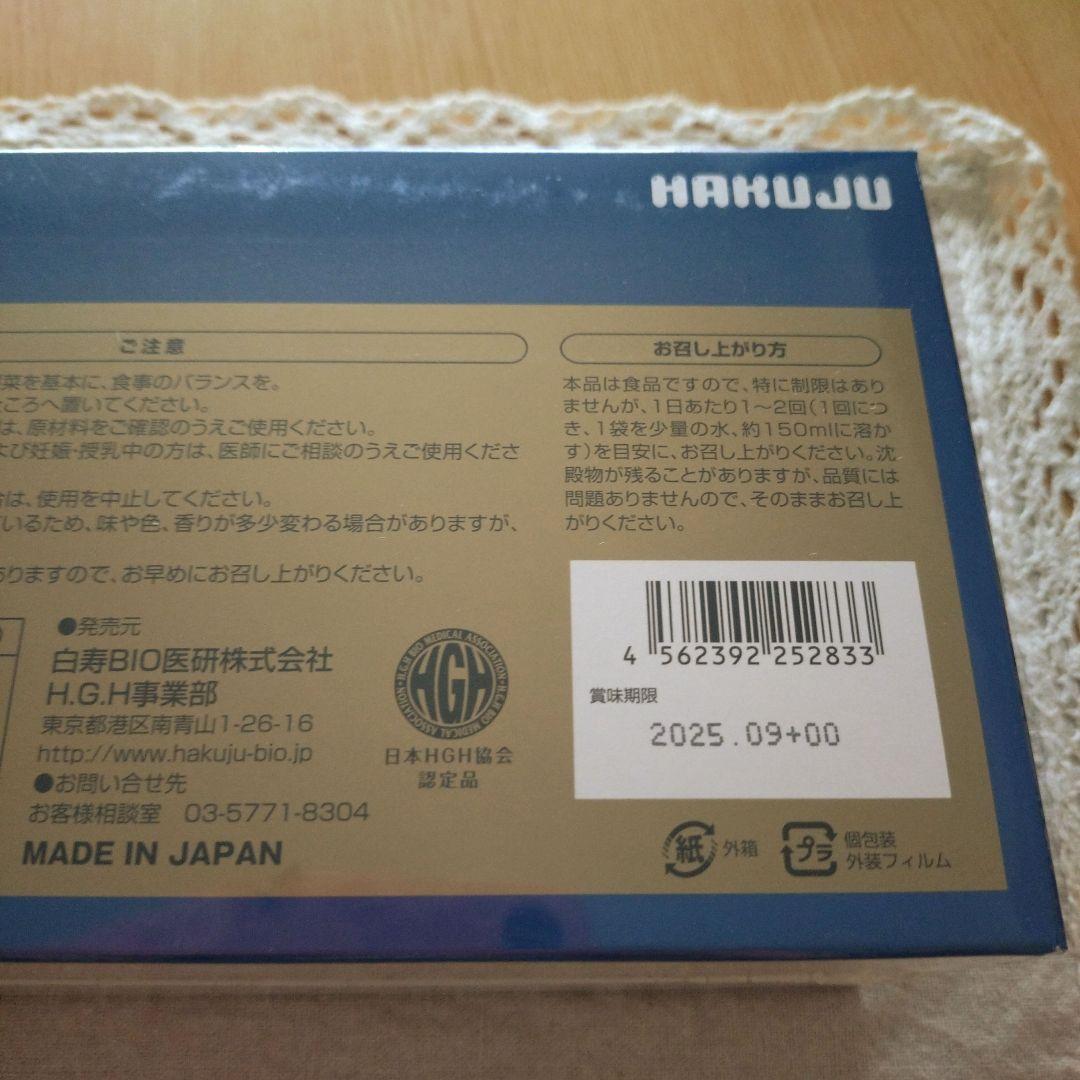 HAKUJU
ご注意
菜を基本に、食事のバランスを。
ころへ置いてください。
は、原材料をご確認のうえご使用ください。
よび妊娠・授乳中の方は、医師にご相談のうえご使用くださ
合は、使用を中止してください。
いるため、味や色、香りが多少変わる場合がありますが、
ありますので、お早めにお召し上がりください。
お召し上がり方
本品は食品ですので、特に制限はあり
ませんが、1日あたり1〜2回(1回につ
き、1袋を少量の水、約150mlに溶か
す)を目安に、お召し上がりください。沈
殿物が残ることがありますが、品質には
問題ありませんので、そのままお召し上
がりください。
●発売元
白寿BIO医研株式会社
H.G.H事業部
東京都港区南青山1-26-16
http://www.hakuju-bio.jp
●お問い合せ先
お客様相談室 03-5771-8304
MADE IN JAPAN
H.G.H BIO MEDICAL ASSOCIATION
HGH
日本HGH協会
認定品
4 562392 252833
賞味期限
2025.09+00
紙 外箱
プラ 個包装
外装フィルム